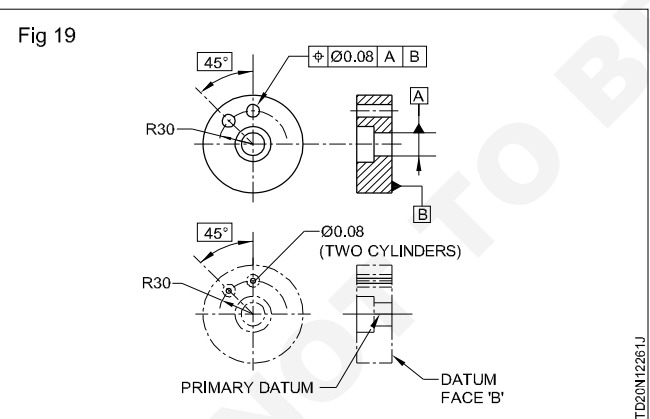 Fig 19
45°
⌖ Ø0.08 A B
R30
A
B
45°
Ø0.08
(TWO CYLINDERS)
R30
PRIMARY DATUM
DATUM
FACE 'B'
TD20N12261J